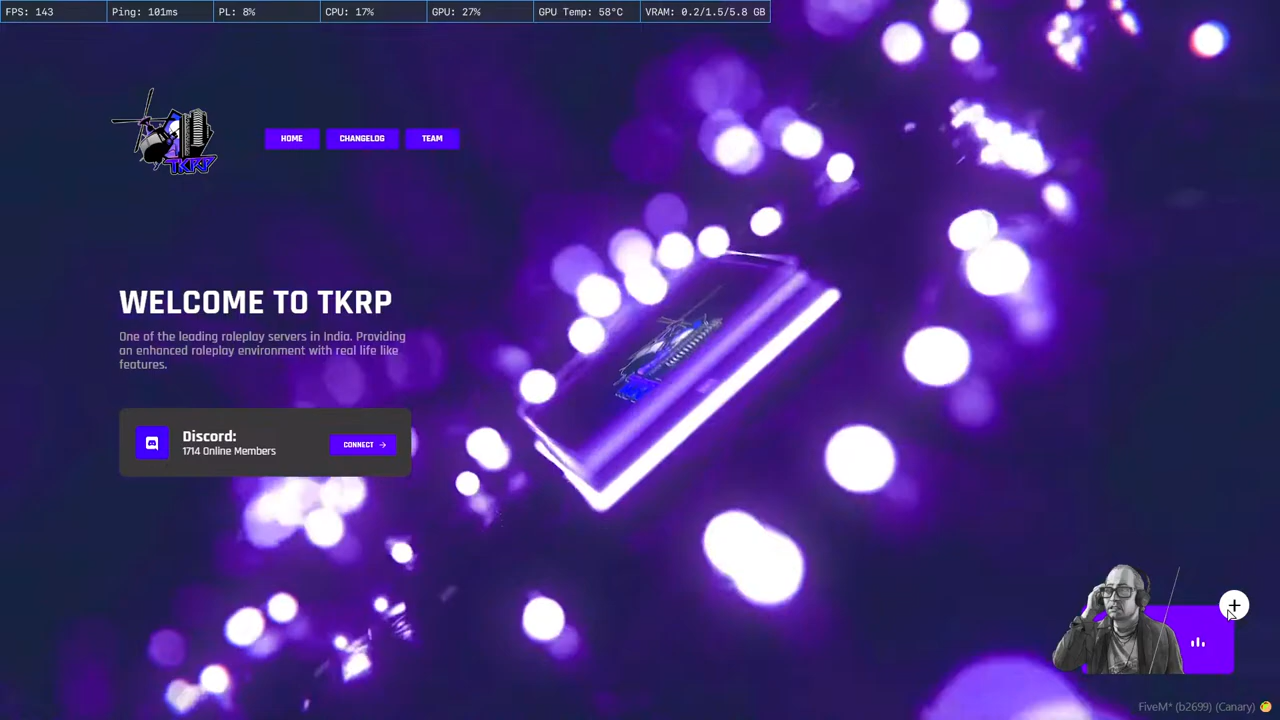 FPS: 143 Ping: 101ms PL: 8% CPU: 17% GPU: 27% GPU Temp: 58°C VRAM: 0.2/1.5/5.8 GB
TKRP
HOME CHANGELOG TEAM
WELCOME TO TKRP
One of the leading roleplay servers in India. Providing
an enhanced roleplay environment with real life like
features.
Discord:
1714 Online Members
CONNECT →
+
FiveM* (b2699) (Canary)